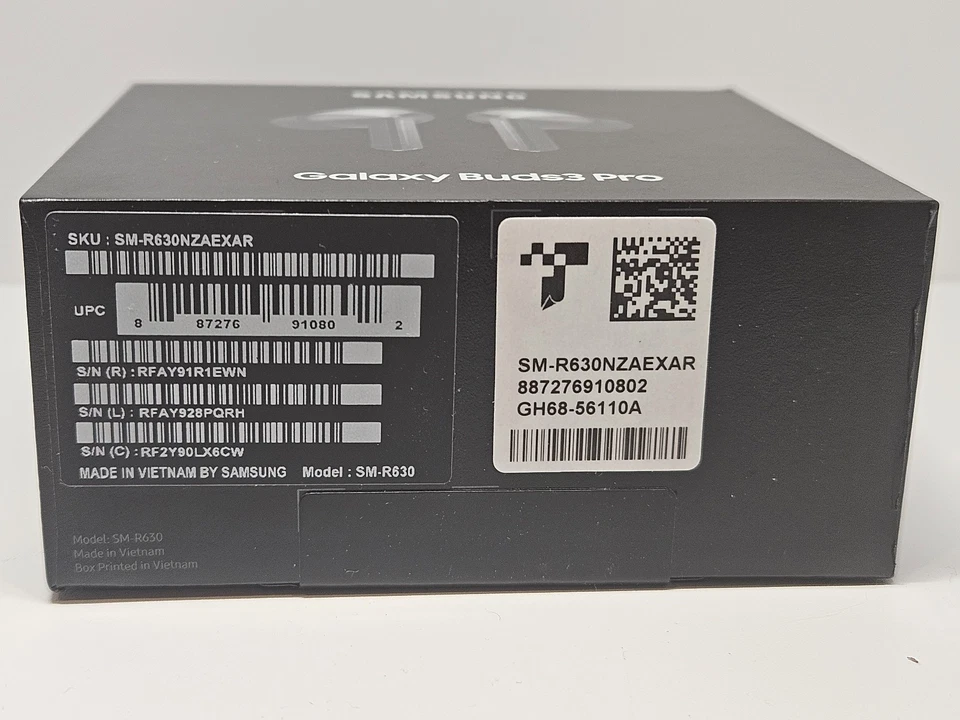 SAMSUNG
Galaxy Buds3 Pro
SKU : SM-R630NZAEXAR
UPC
8 87276 91080 2
S/N (R) : RFAY91R1EWN
S/N (L) : RFAY928PQRH
S/N (C) : RF2Y90LX6CW
MADE IN VIETNAM BY SAMSUNG Model : SM-R630
SM-R630NZAEXAR
887276910802
GH68-56110A
Model: SM-R630
Made in Vietnam
Box Printed in Vietnam